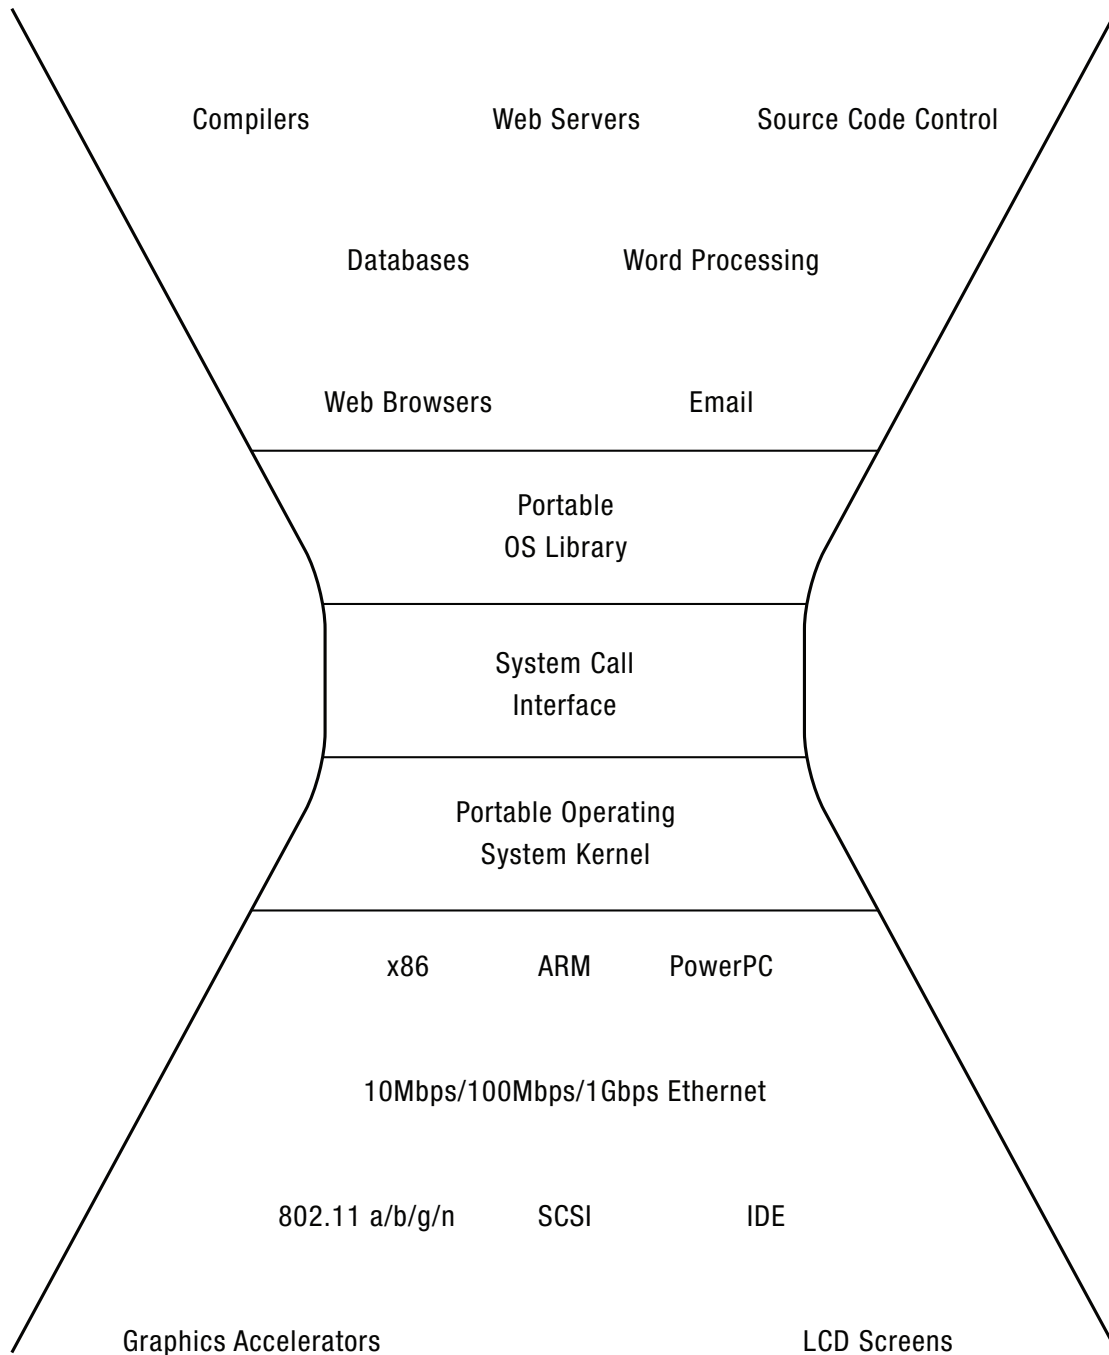 Compilers Web Servers Source Code Control
Databases Word Processing
Web Browsers Email
Portable
OS Library
System Call
Interface
Portable Operating
System Kernel
x86 ARM PowerPC
10Mbps/100Mbps/1Gbps Ethernet
802.11 a/b/g/n SCSI IDE
Graphics Accelerators LCD Screens